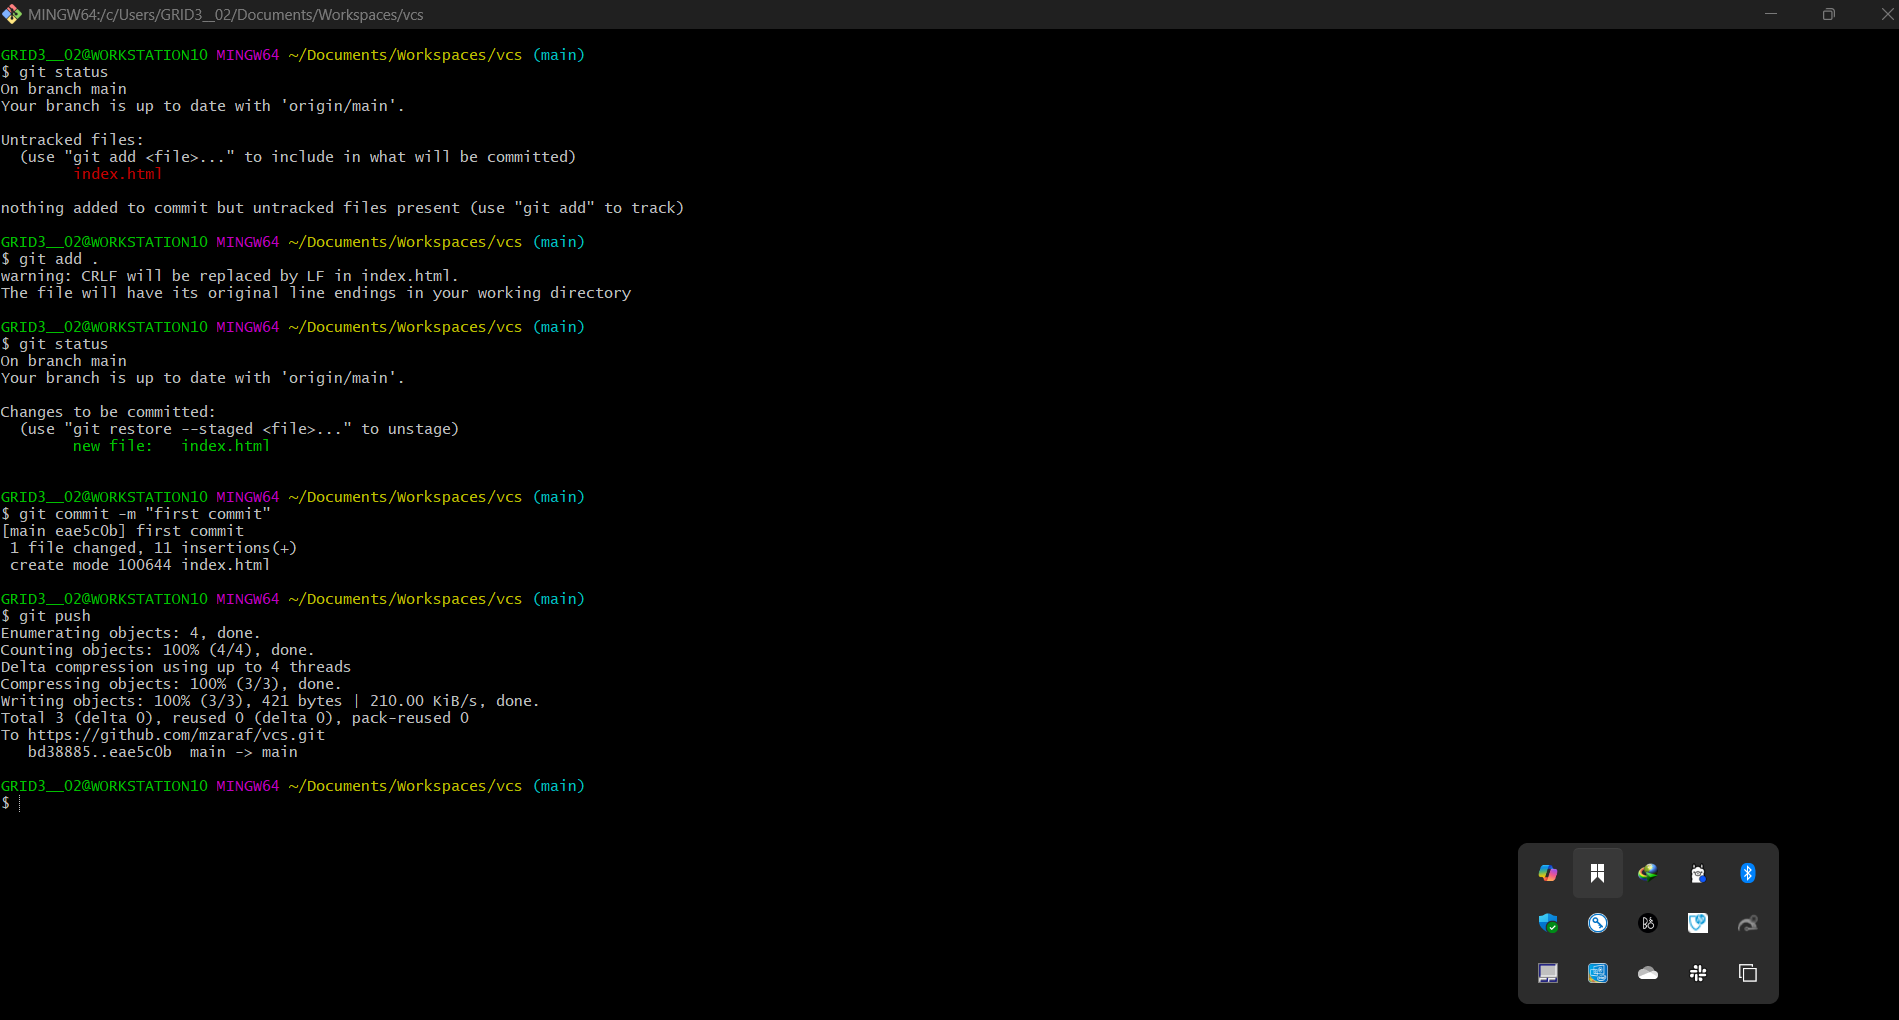 MINGW64:/c/Users/GRID3__02/Documents/Workspaces/vcs
GRID3__02@WORKSTATION10 MINGW64 ~/Documents/Workspaces/vcs (main)
$ git status
On branch main
Your branch is up to date with 'origin/main'.
Untracked files:
  (use "git add <file>..." to include in what will be committed)
        index.html
nothing added to commit but untracked files present (use "git add" to track)
GRID3__02@WORKSTATION10 MINGW64 ~/Documents/Workspaces/vcs (main)
$ git add .
warning: CRLF will be replaced by LF in index.html.
The file will have its original line endings in your working directory
GRID3__02@WORKSTATION10 MINGW64 ~/Documents/Workspaces/vcs (main)
$ git status
On branch main
Your branch is up to date with 'origin/main'.
Changes to be committed:
  (use "git restore --staged <file>..." to unstage)
        new file:   index.html
GRID3__02@WORKSTATION10 MINGW64 ~/Documents/Workspaces/vcs (main)
$ git commit -m "first commit"
[main eae5c0b] first commit
 1 file changed, 11 insertions(+)
 create mode 100644 index.html
GRID3__02@WORKSTATION10 MINGW64 ~/Documents/Workspaces/vcs (main)
$ git push
Enumerating objects: 4, done.
Counting objects: 100% (4/4), done.
Delta compression using up to 4 threads
Compressing objects: 100% (3/3), done.
Writing objects: 100% (3/3), 421 bytes | 210.00 KiB/s, done.
Total 3 (delta 0), reused 0 (delta 0), pack-reused 0
To https://github.com/mzaraf/vcs.git
   bd38885..eae5c0b  main -> main
GRID3__02@WORKSTATION10 MINGW64 ~/Documents/Workspaces/vcs (main)
$